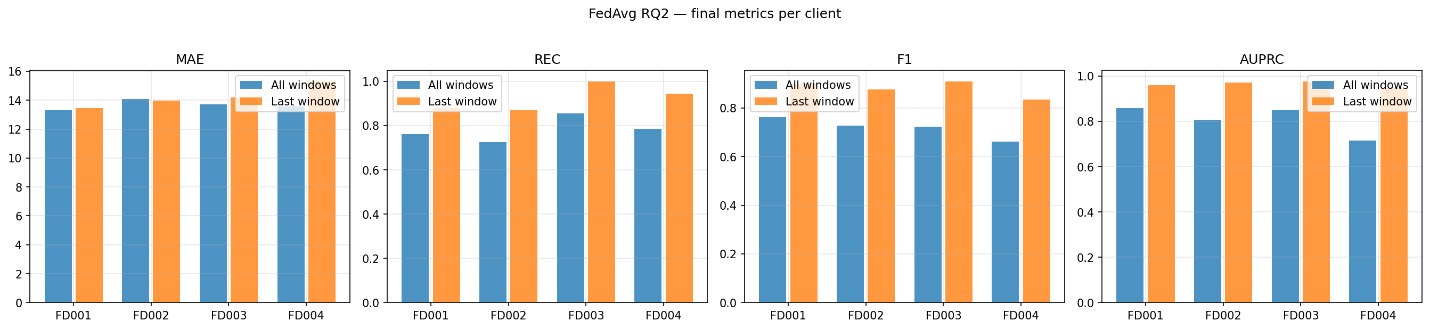 FedAvg RQ2 — final metrics per client
MAE
16
14
12
10
8
6
4
2
0
All windows
Last window
FD001 FD002 FD003 FD004
REC
1.0
0.8
0.6
0.4
0.2
0.0
All windows
Last window
FD001 FD002 FD003 FD004
F1
0.8
0.6
0.4
0.2
0.0
All windows
Last window
FD001 FD002 FD003 FD004
AUPRC
1.0
0.8
0.6
0.4
0.2
0.0
All windows
Last window
FD001 FD002 FD003 FD004